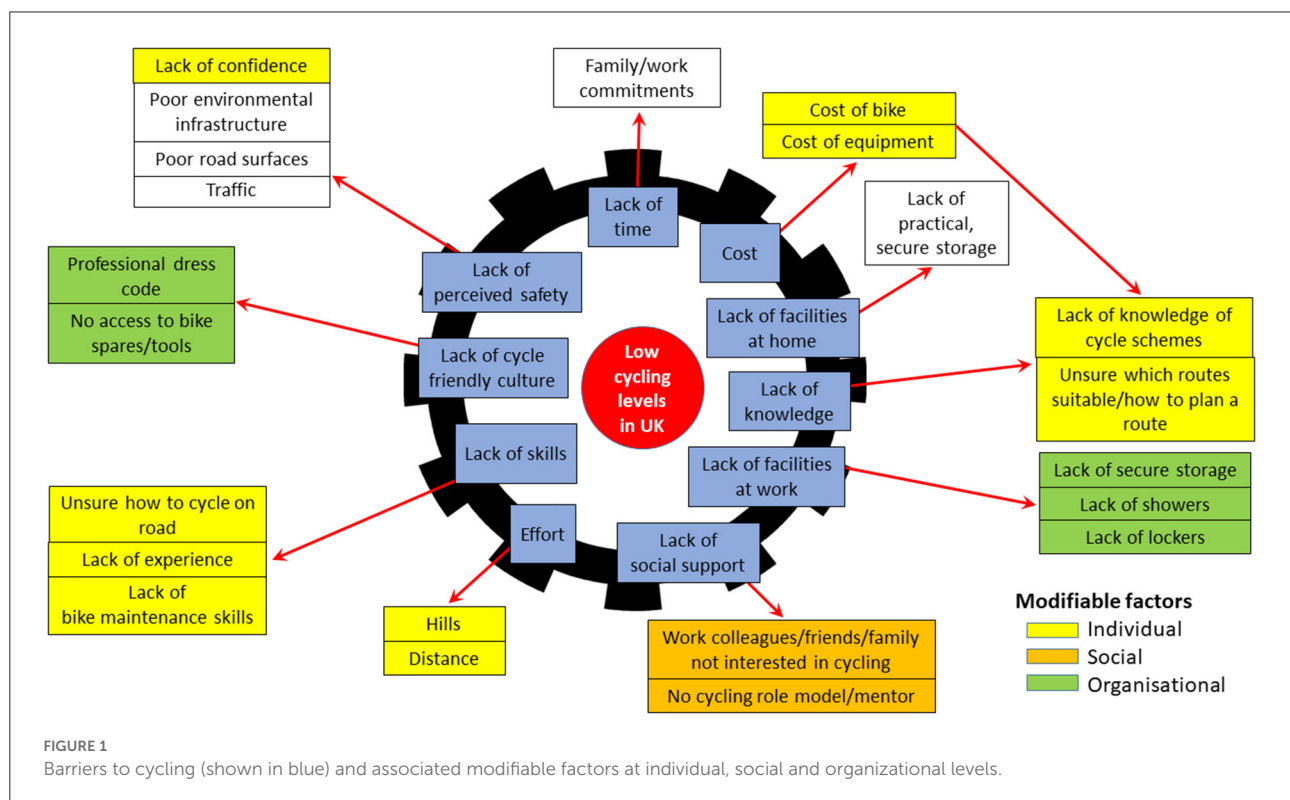 Lack of confidence
Poor environmental
infrastructure
Poor road surfaces
Traffic
Family/work
commitments
Cost of bike
Cost of equipment
Lack of
practical,
secure storage
Professional dress
code
No access to bike
spares/tools
Lack of
time
Cost
Lack of
perceived safety
Lack of facilities
at home
Lack of cycle
friendly culture
Low
cycling
levels
in UK
Lack of
knowledge
Lack of skills
Lack of facilities
at work
Effort
Lack of
social support
Lack of knowledge of
cycle schemes
Unsure which routes
suitable/how to plan a
route
Lack of secure storage
Lack of showers
Lack of lockers
Unsure how to cycle on
road
Lack of experience
Lack of
bike maintenance skills
Hills
Distance
Work colleagues/friends/family
not interested in cycling
No cycling role model/mentor
Modifiable factors
Individual
Social
Organisational
FIGURE 1
Barriers to cycling (shown in blue) and associated modifiable factors at individual, social and organizational levels.